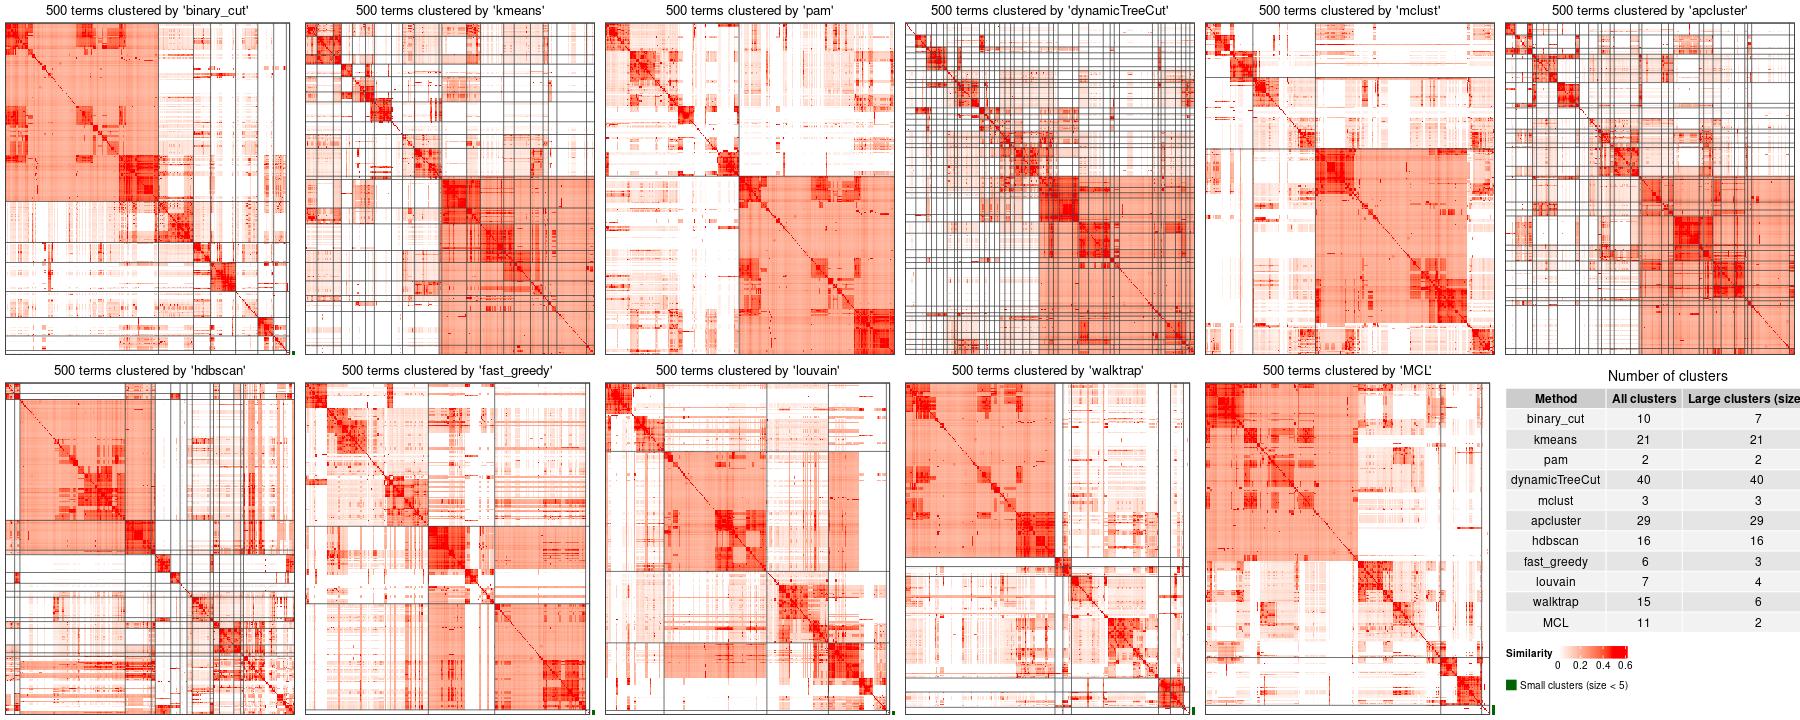 500 terms clustered by 'binary_cut'
500 terms clustered by 'kmeans'
500 terms clustered by 'pam'
500 terms clustered by 'dynamicTreeCut'
500 terms clustered by 'mclust'
500 terms clustered by 'apcluster'
500 terms clustered by 'hdbscan'
500 terms clustered by 'fast_greedy'
500 terms clustered by 'louvain'
500 terms clustered by 'walktrap'
500 terms clustered by 'MCL'
Number of clusters
Method All clusters Large clusters (size
binary_cut 10 7
kmeans 21 21
pam 2 2
dynamicTreeCut 40 40
mclust 3 3
apcluster 29 29
hdbscan 16 16
fast_greedy 6 3
louvain 7 4
walktrap 15 6
MCL 11 2
Similarity
0 0.2 0.4 0.6
Small clusters (size < 5)